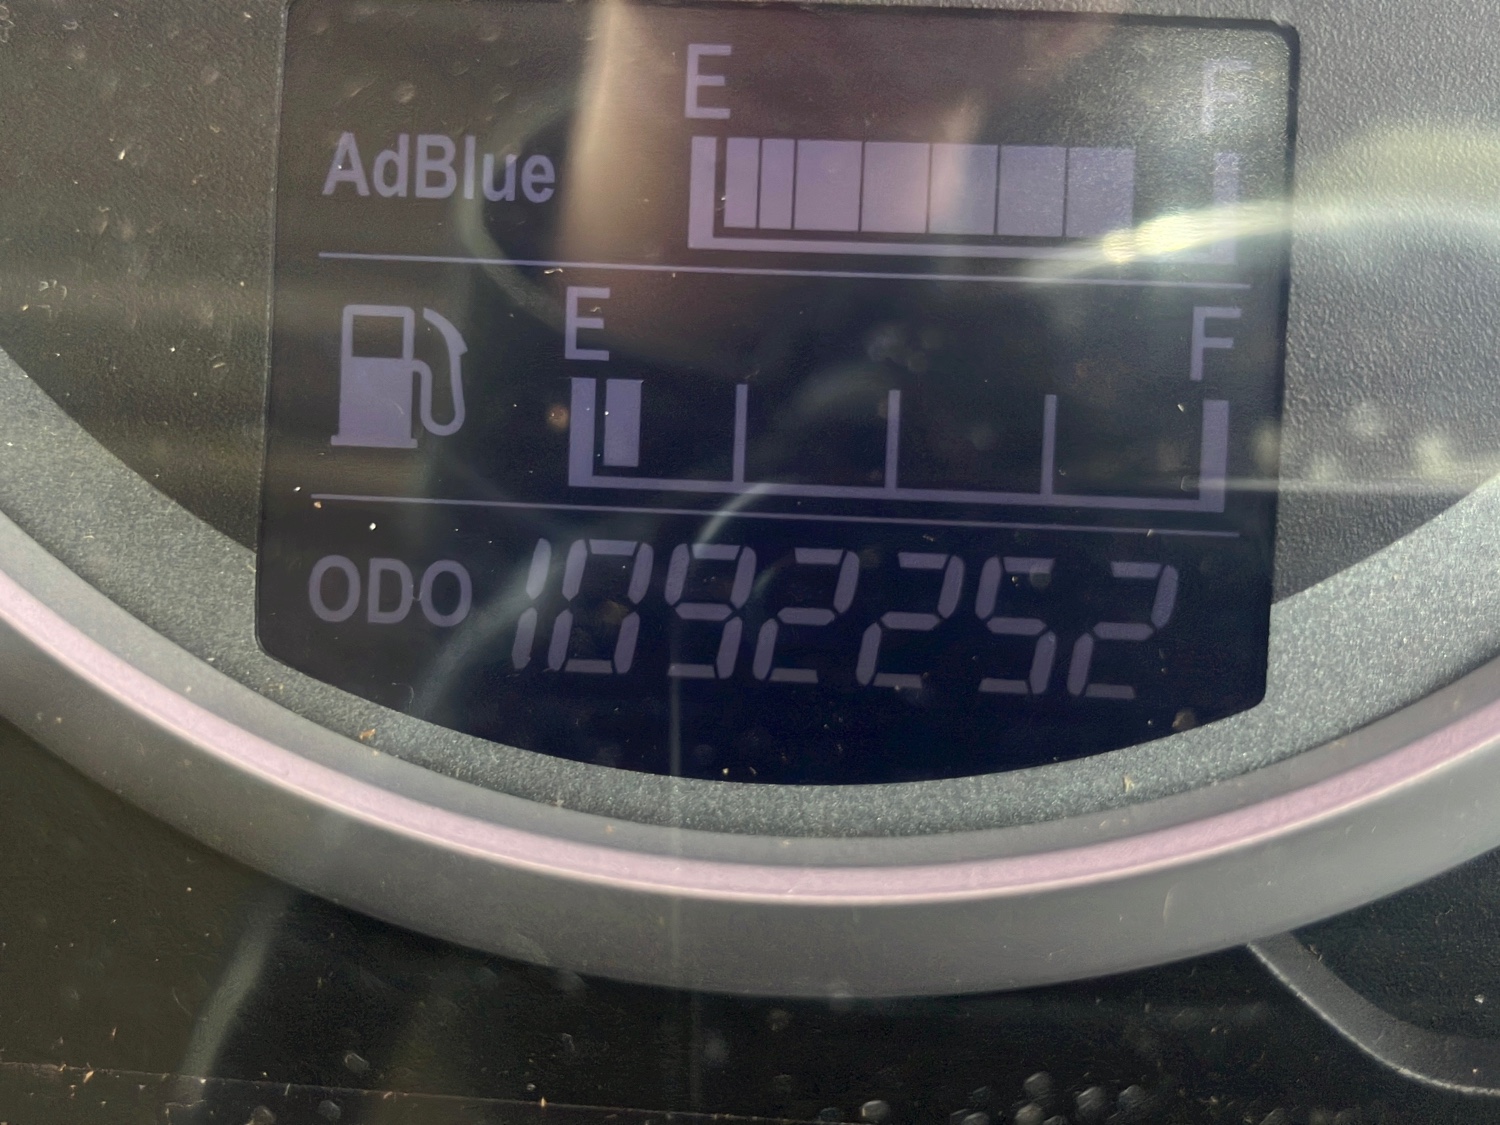 E F
AdBlue
E F
ODO 1092252